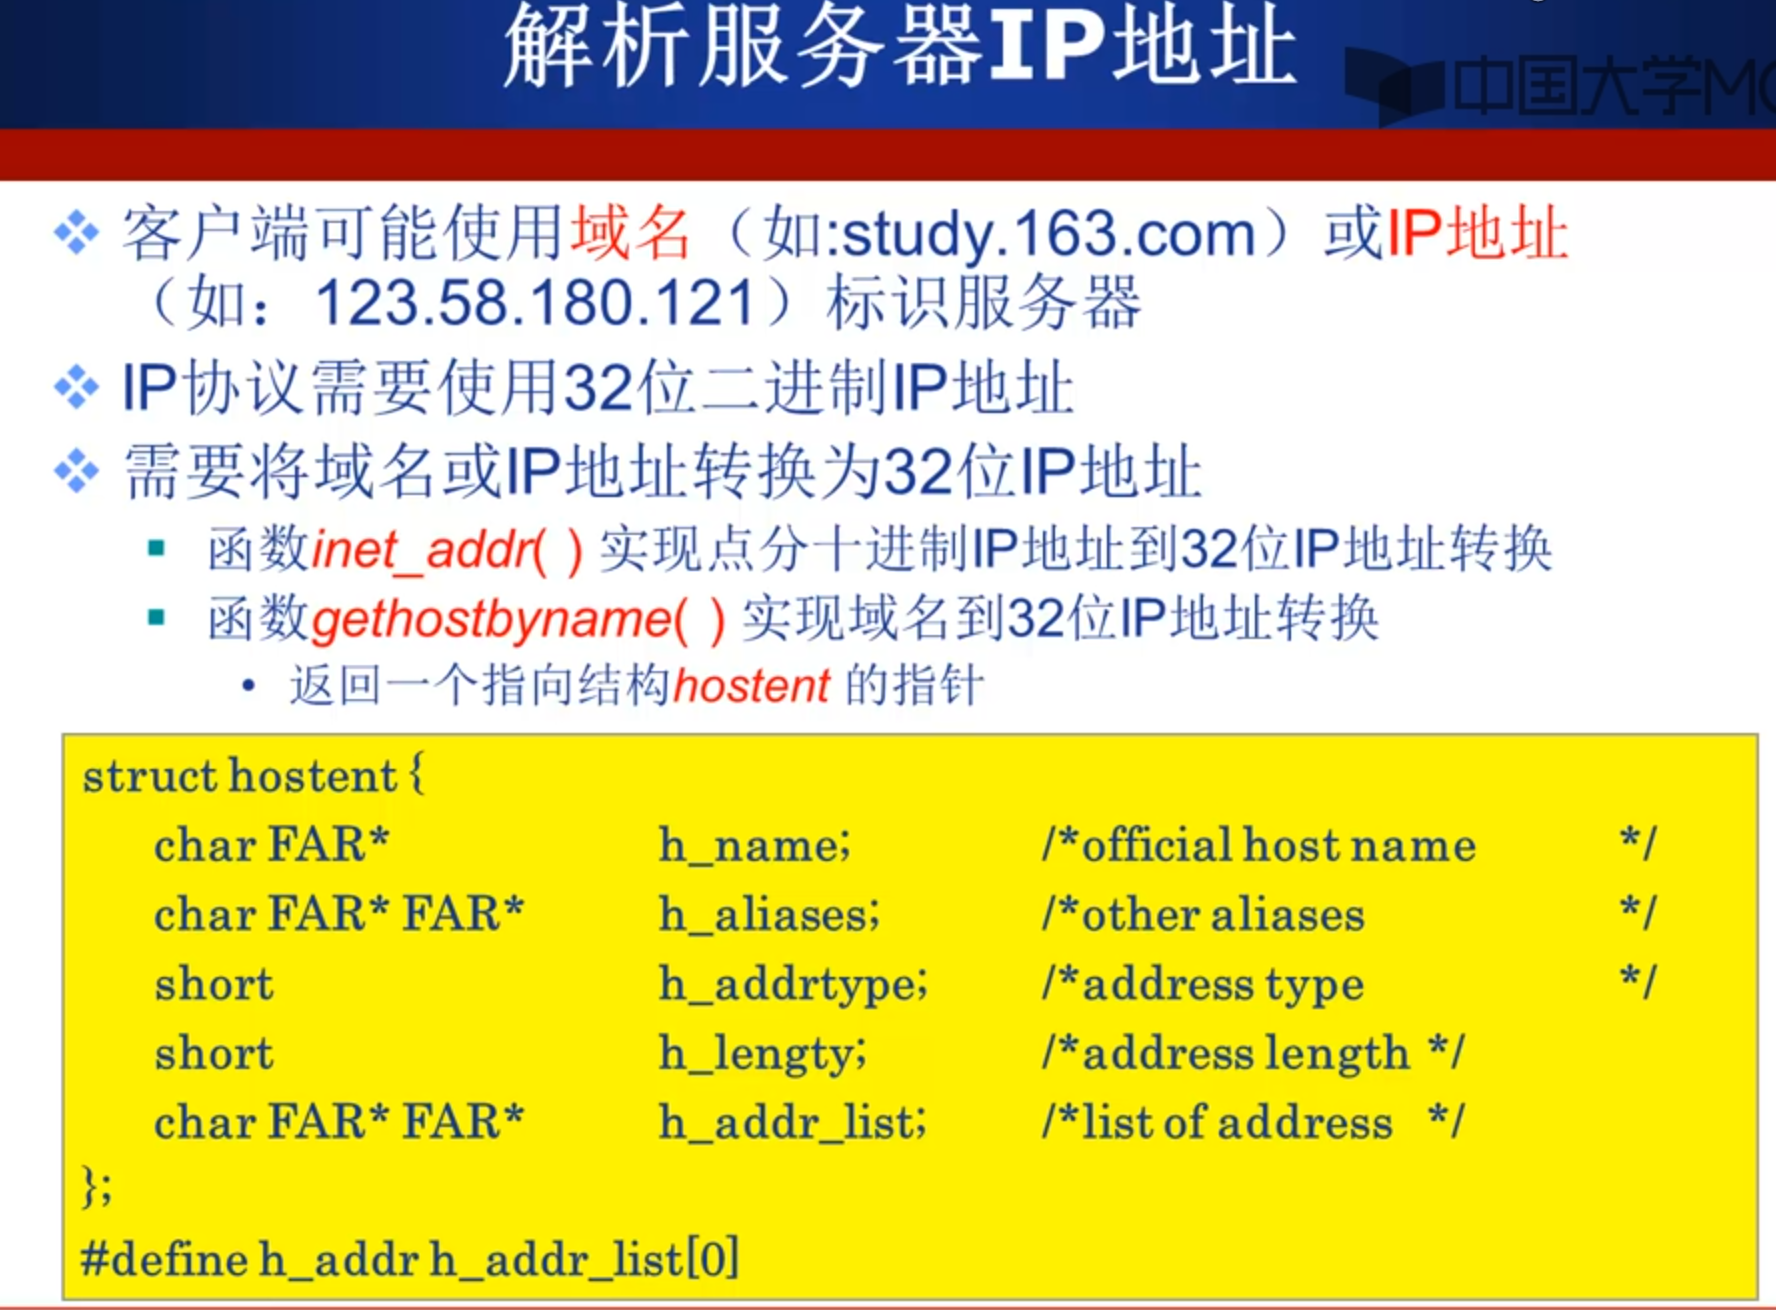 解析服务器IP地址
中国大学MO
客户端可能使用域名（如:study.163.com）或IP地址
（如：123.58.180.121）标识服务器
IP协议需要使用32位二进制IP地址
需要将域名或IP地址转换为32位IP地址
函数inet_addr( ) 实现点分十进制IP地址到32位IP地址转换
函数gethostbyname( ) 实现域名到32位IP地址转换
• 返回一个指向结构hostent 的指针
struct hostent {
char FAR* h_name; /*official host name */
char FAR* FAR* h_aliases; /*other aliases */
short h_addrtype; /*address type */
short h_lengty; /*address length */
char FAR* FAR* h_addr_list; /*list of address */
};
#define h_addr h_addr_list[0]